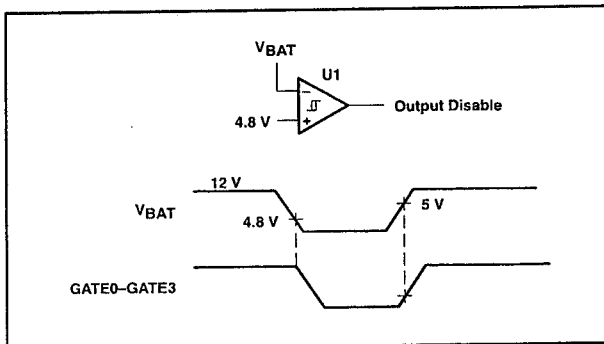 VBAT
U1
−
4.8 V
+
Output Disable
12 V
VBAT
4.8 V
5 V
GATE0–GATE3